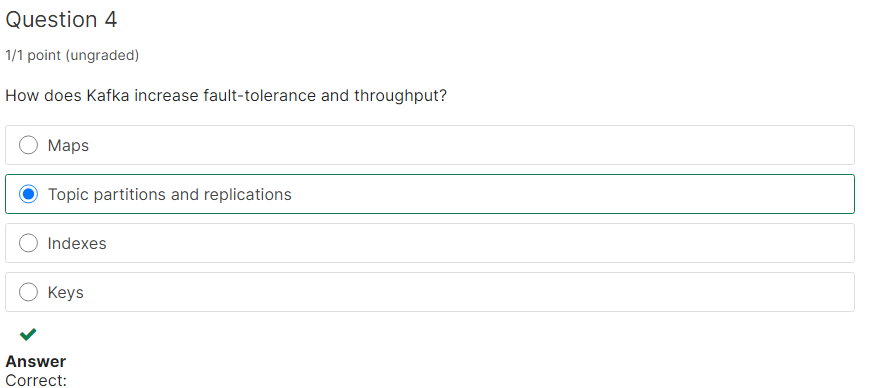 Question 4
1/1 point (ungraded)
How does Kafka increase fault-tolerance and throughput?
Maps
Topic partitions and replications
Indexes
Keys
Answer
Correct: